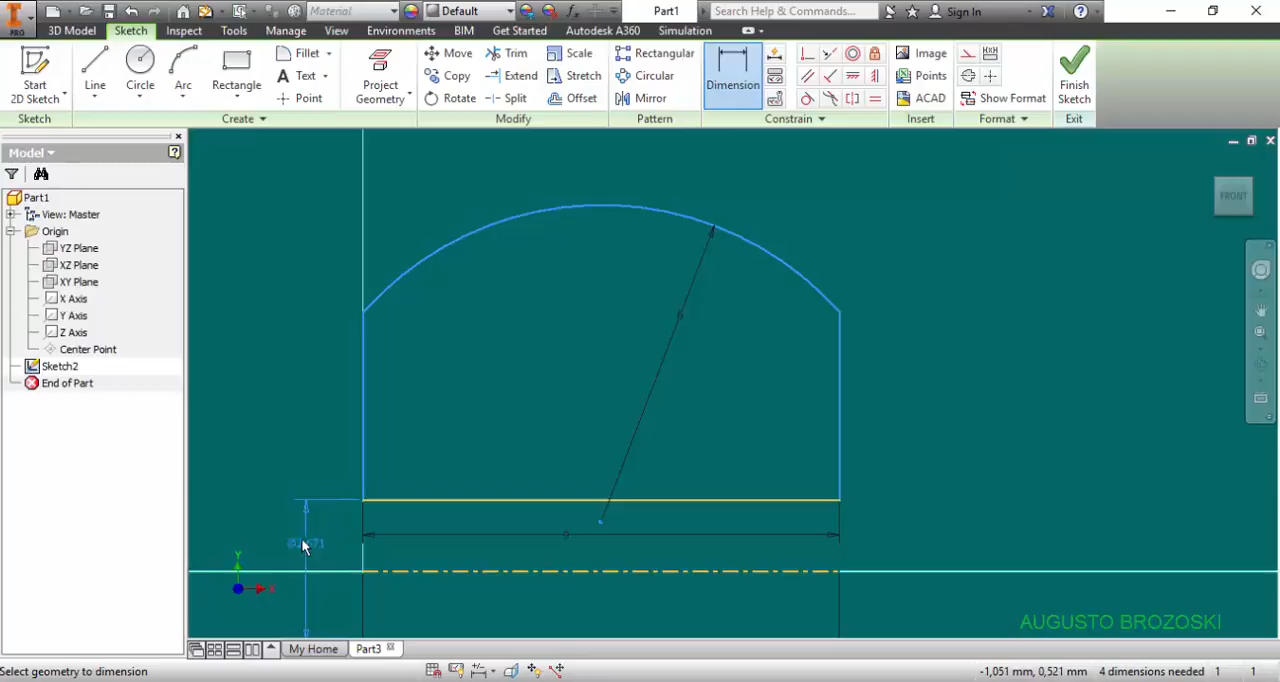 PRO
Material
Default
Part1
Search Help & Commands...
Sign In
3D Model
Sketch
Inspect
Tools
Manage
View
Environments
BIM
Get Started
Autodesk A360
Simulation
Start
2D Sketch
Line
Circle
Arc
Rectangle
Fillet
Text
Point
Project
Geometry
Move
Copy
Rotate
Trim
Extend
Split
Scale
Stretch
Offset
Rectangular
Circular
Mirror
Dimension
Image
Points
ACAD
Show Format
Finish
Sketch
Sketch
Create
Modify
Pattern
Constrain
Insert
Format
Exit
Model
Part1
View: Master
Origin
YZ Plane
XZ Plane
XY Plane
X Axis
Y Axis
Z Axis
Center Point
Sketch2
End of Part
FRONT
6
9
Y
X
AUGUSTO BROZOSKI
My Home
Part3
Select geometry to dimension
-1,051 mm, 0,521 mm
4 dimensions needed
1
1